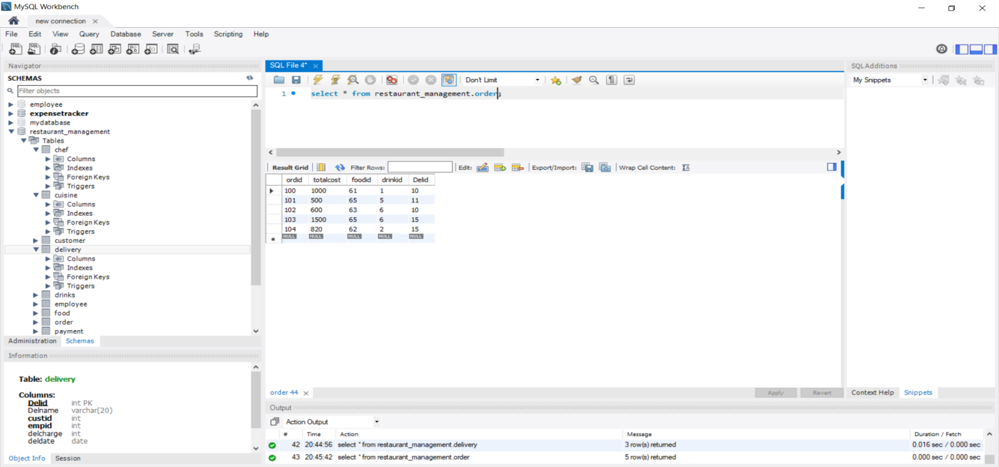 MySQL Workbench
new connection
File Edit View Query Database Server Tools Scripting Help
Navigator
SCHEMAS
Filter objects
employee
expensetracker
mydatabase
restaurant_management
Tables
chef
Columns
Indexes
Foreign Keys
Triggers
cuisine
Columns
Indexes
Foreign Keys
Triggers
customer
delivery
Columns
Indexes
Foreign Keys
Triggers
drinks
employee
food
order
payment
Administration Schemas
Information
Table: delivery
Columns:
Delid int PK
Delname varchar(20)
custid int
empid int
delcharge int
deldate date
Object Info Session
SQL File 4*
Don't Limit
1 select * from restaurant_management.order;
Result Grid Filter Rows: Edit: Export/Import: Wrap Cell Content:
ordid totalcost foodid drinkid Delid
100 1000 61 1 10
101 500 65 5 11
102 600 63 6 10
103 1500 65 6 15
104 820 62 2 15
NULL NULL NULL NULL NULL
order 44
Apply Revert
Output
Action Output
# Time Action Message Duration / Fetch
42 20:44:56 select * from restaurant_management.delivery 3 row(s) returned 0.016 sec / 0.000 sec
43 20:45:42 select * from restaurant_management.order 5 row(s) returned 0.000 sec / 0.000 sec
SQLAdditions
My Snippets
Context Help Snippets